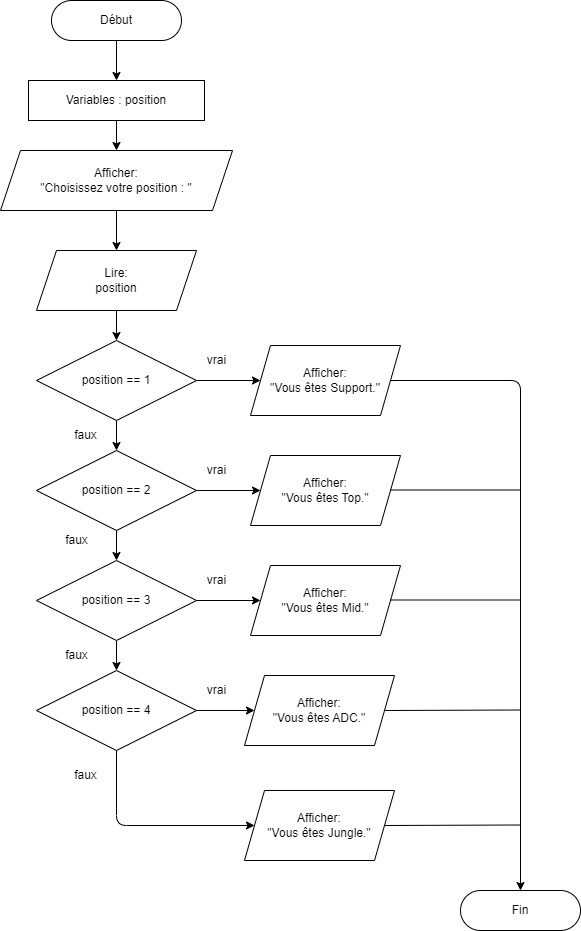 Début
Variables : position
Afficher:
"Choisissez votre position : "
Lire:
position
position == 1
vrai
Afficher:
"Vous êtes Support."
faux
position == 2
vrai
Afficher:
"Vous êtes Top."
faux
position == 3
vrai
Afficher:
"Vous êtes Mid."
faux
position == 4
vrai
Afficher:
"Vous êtes ADC."
faux
Afficher:
"Vous êtes Jungle."
Fin